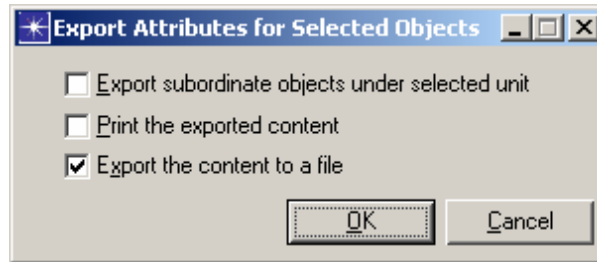 Export Attributes for Selected Objects
Export subordinate objects under selected unit
Print the exported content
Export the content to a file
OK
Cancel